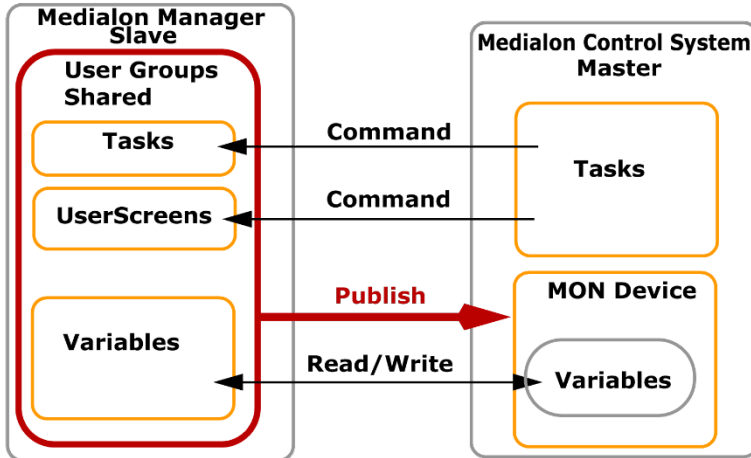 Medialon Manager
Slave
User Groups
Shared
Tasks
UserScreens
Variables
Command
Command
Publish
Read/Write
Medialon Control System
Master
Tasks
MON Device
Variables